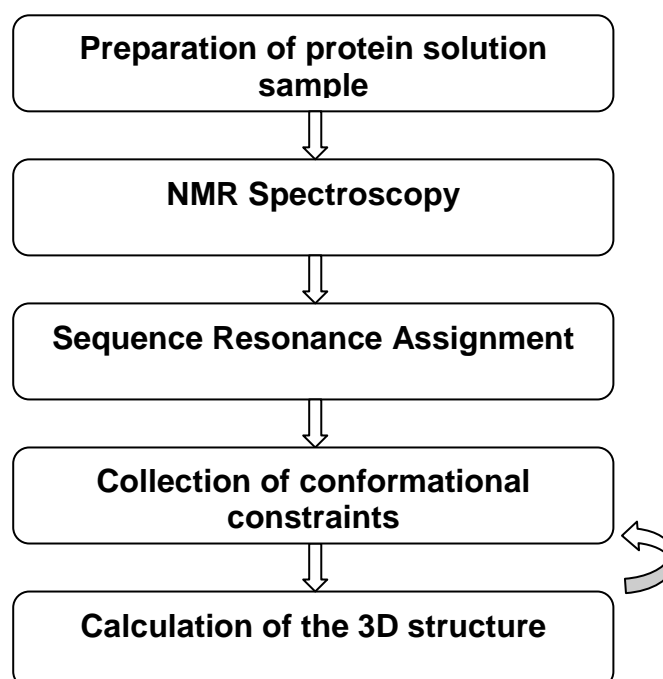 Preparation of protein solution
sample
NMR Spectroscopy
Sequence Resonance Assignment
Collection of conformational
constraints
Calculation of the 3D structure